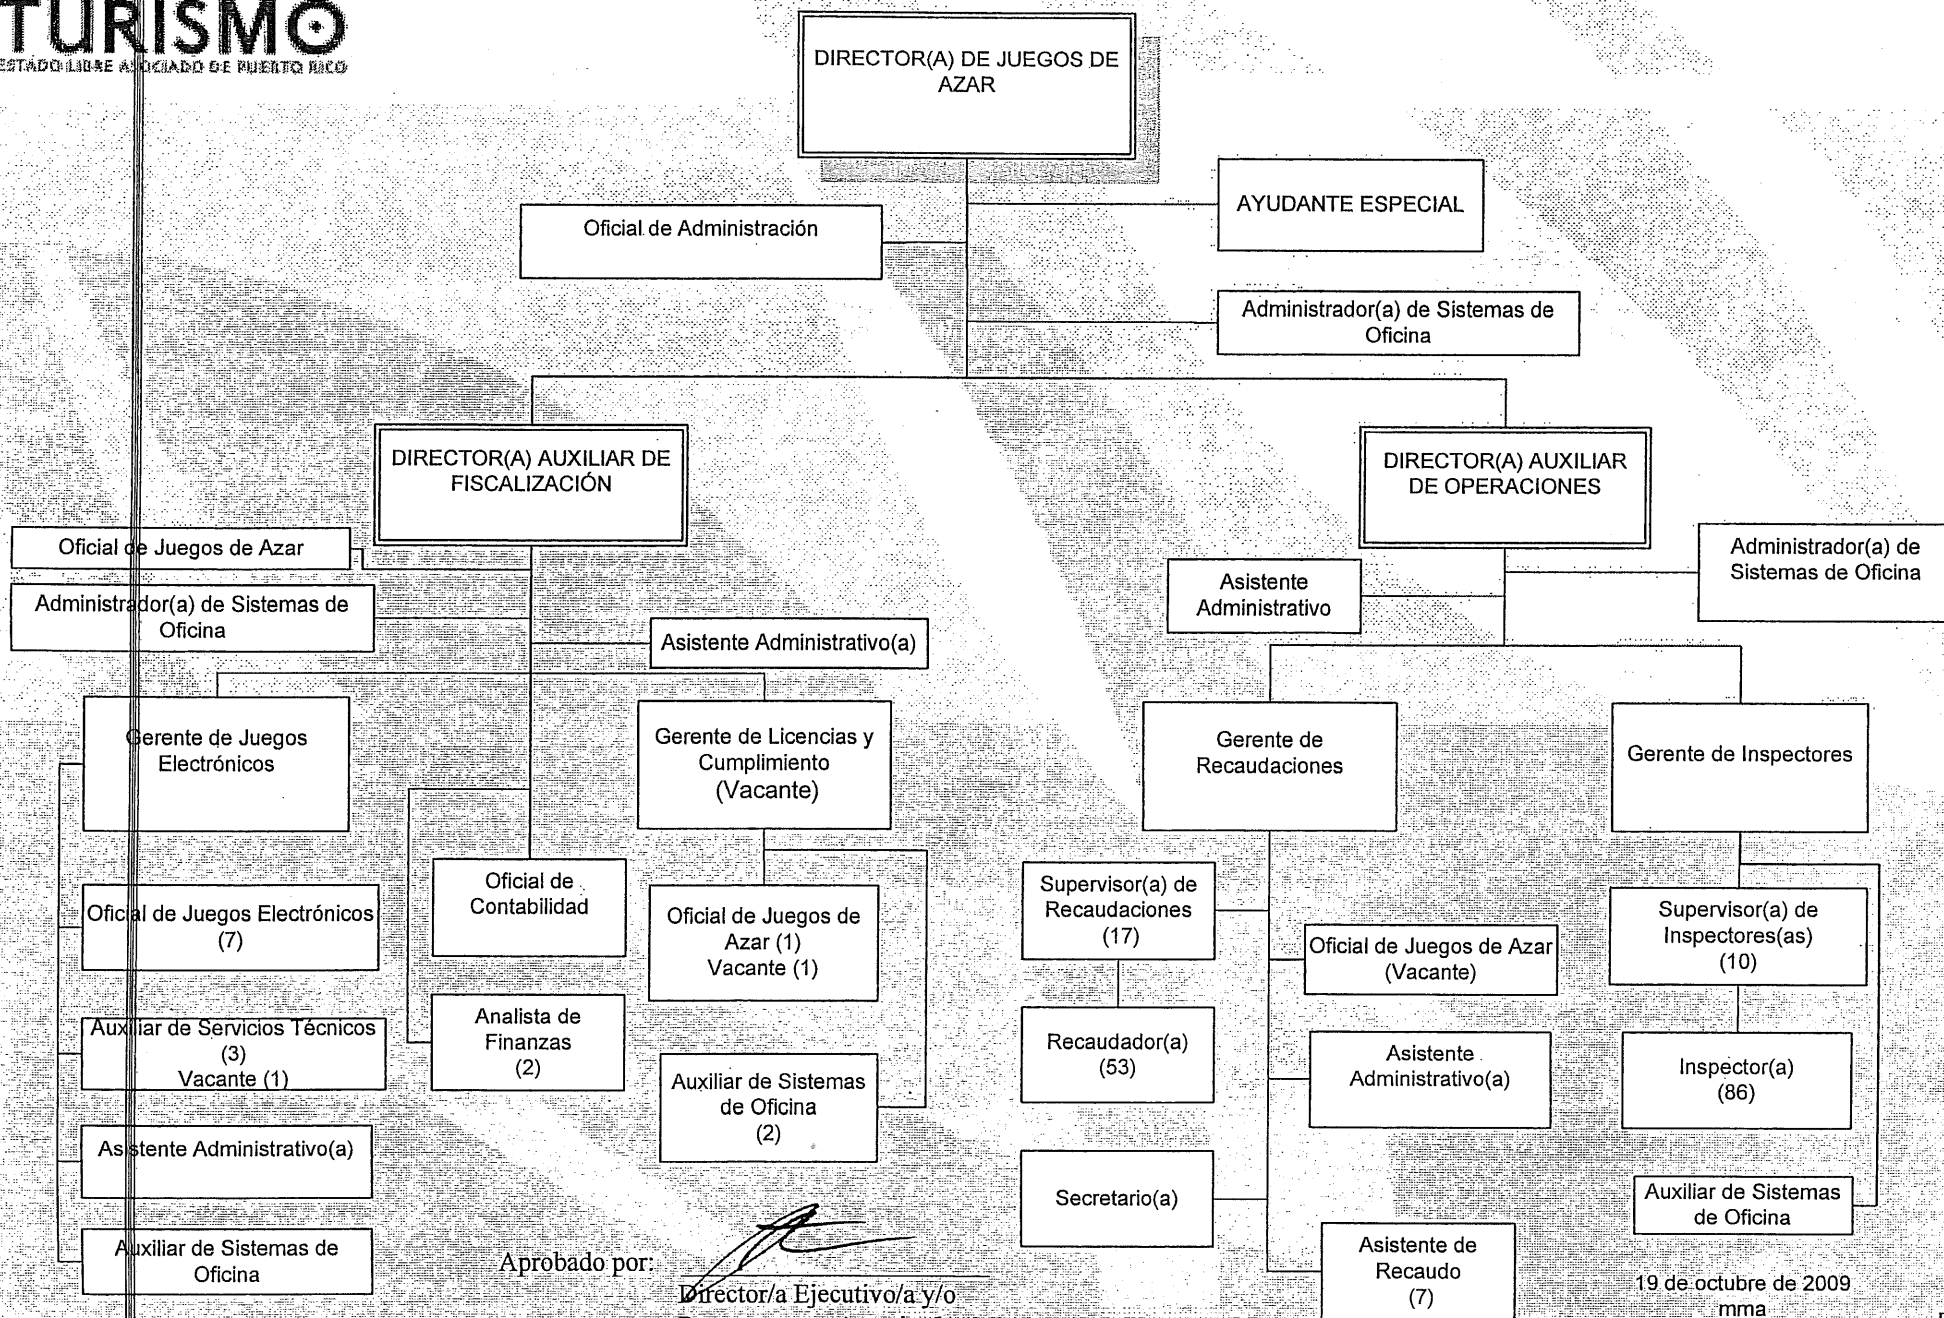 TURISMO
ESTADO LIBRE ASOCIADO DE PUERTO RICO
DIRECTOR(A) DE JUEGOS DE
AZAR
AYUDANTE ESPECIAL
Oficial de Administración
Administrador(a) de Sistemas de
Oficina
DIRECTOR(A) AUXILIAR DE
FISCALIZACIÓN
DIRECTOR(A) AUXILIAR
DE OPERACIONES
Oficial de Juegos de Azar
Administrador(a) de Sistemas de
Oficina
Asistente Administrativo(a)
Asistente
Administrativo
Administrador(a) de
Sistemas de Oficina
Gerente de Juegos
Electrónicos
Gerente de Licencias y
Cumplimiento
(Vacante)
Gerente de
Recaudaciones
Gerente de Inspectores
Oficial de Juegos Electrónicos
(7)
Auxiliar de Servicios Técnicos
(3)
Vacante (1)
Asistente Administrativo(a)
Auxiliar de Sistemas de
Oficina
Oficial de
Contabilidad
Analista de
Finanzas
(2)
Oficial de Juegos de
Azar (1)
Vacante (1)
Auxiliar de Sistemas
de Oficina
(2)
Supervisor(a) de
Recaudaciones
(17)
Recaudador(a)
(53)
Secretario(a)
Oficial de Juegos de Azar
(Vacante)
Asistente
Administrativo(a)
Asistente de
Recaudo
(7)
Supervisor(a) de
Inspectores(as)
(10)
Inspector(a)
(86)
Auxiliar de Sistemas
de Oficina
Aprobado por:
Director/a Ejecutivo/a y/o
19 de octubre de 2009
mma